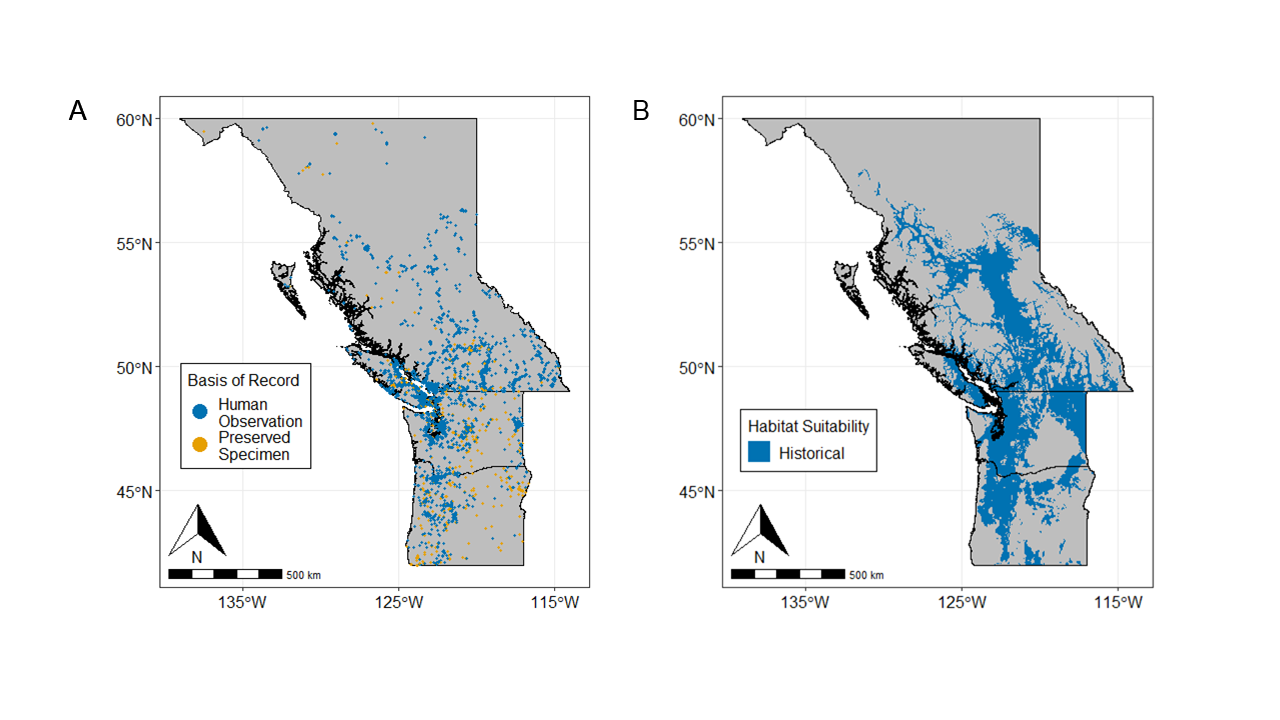 A
60°N
55°N
50°N
45°N
Basis of Record
Human
Observation
Preserved
Specimen
N
500 km
135°W
125°W
115°W
B
60°N
55°N
50°N
45°N
Habitat Suitability
Historical
N
500 km
135°W
125°W
115°W